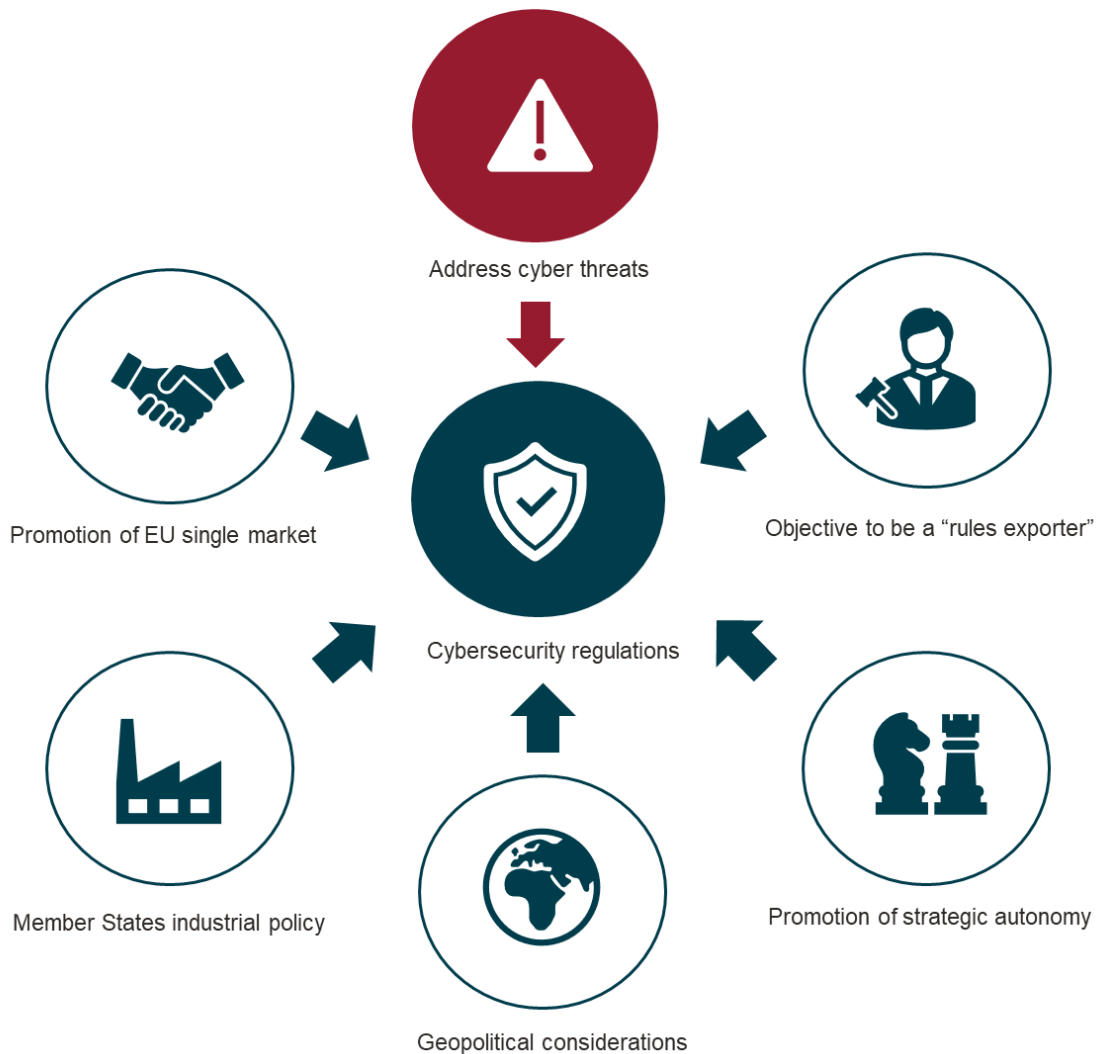 Address cyber threats
Promotion of EU single market
Objective to be a “rules exporter”
Cybersecurity regulations
Member States industrial policy
Promotion of strategic autonomy
Geopolitical considerations